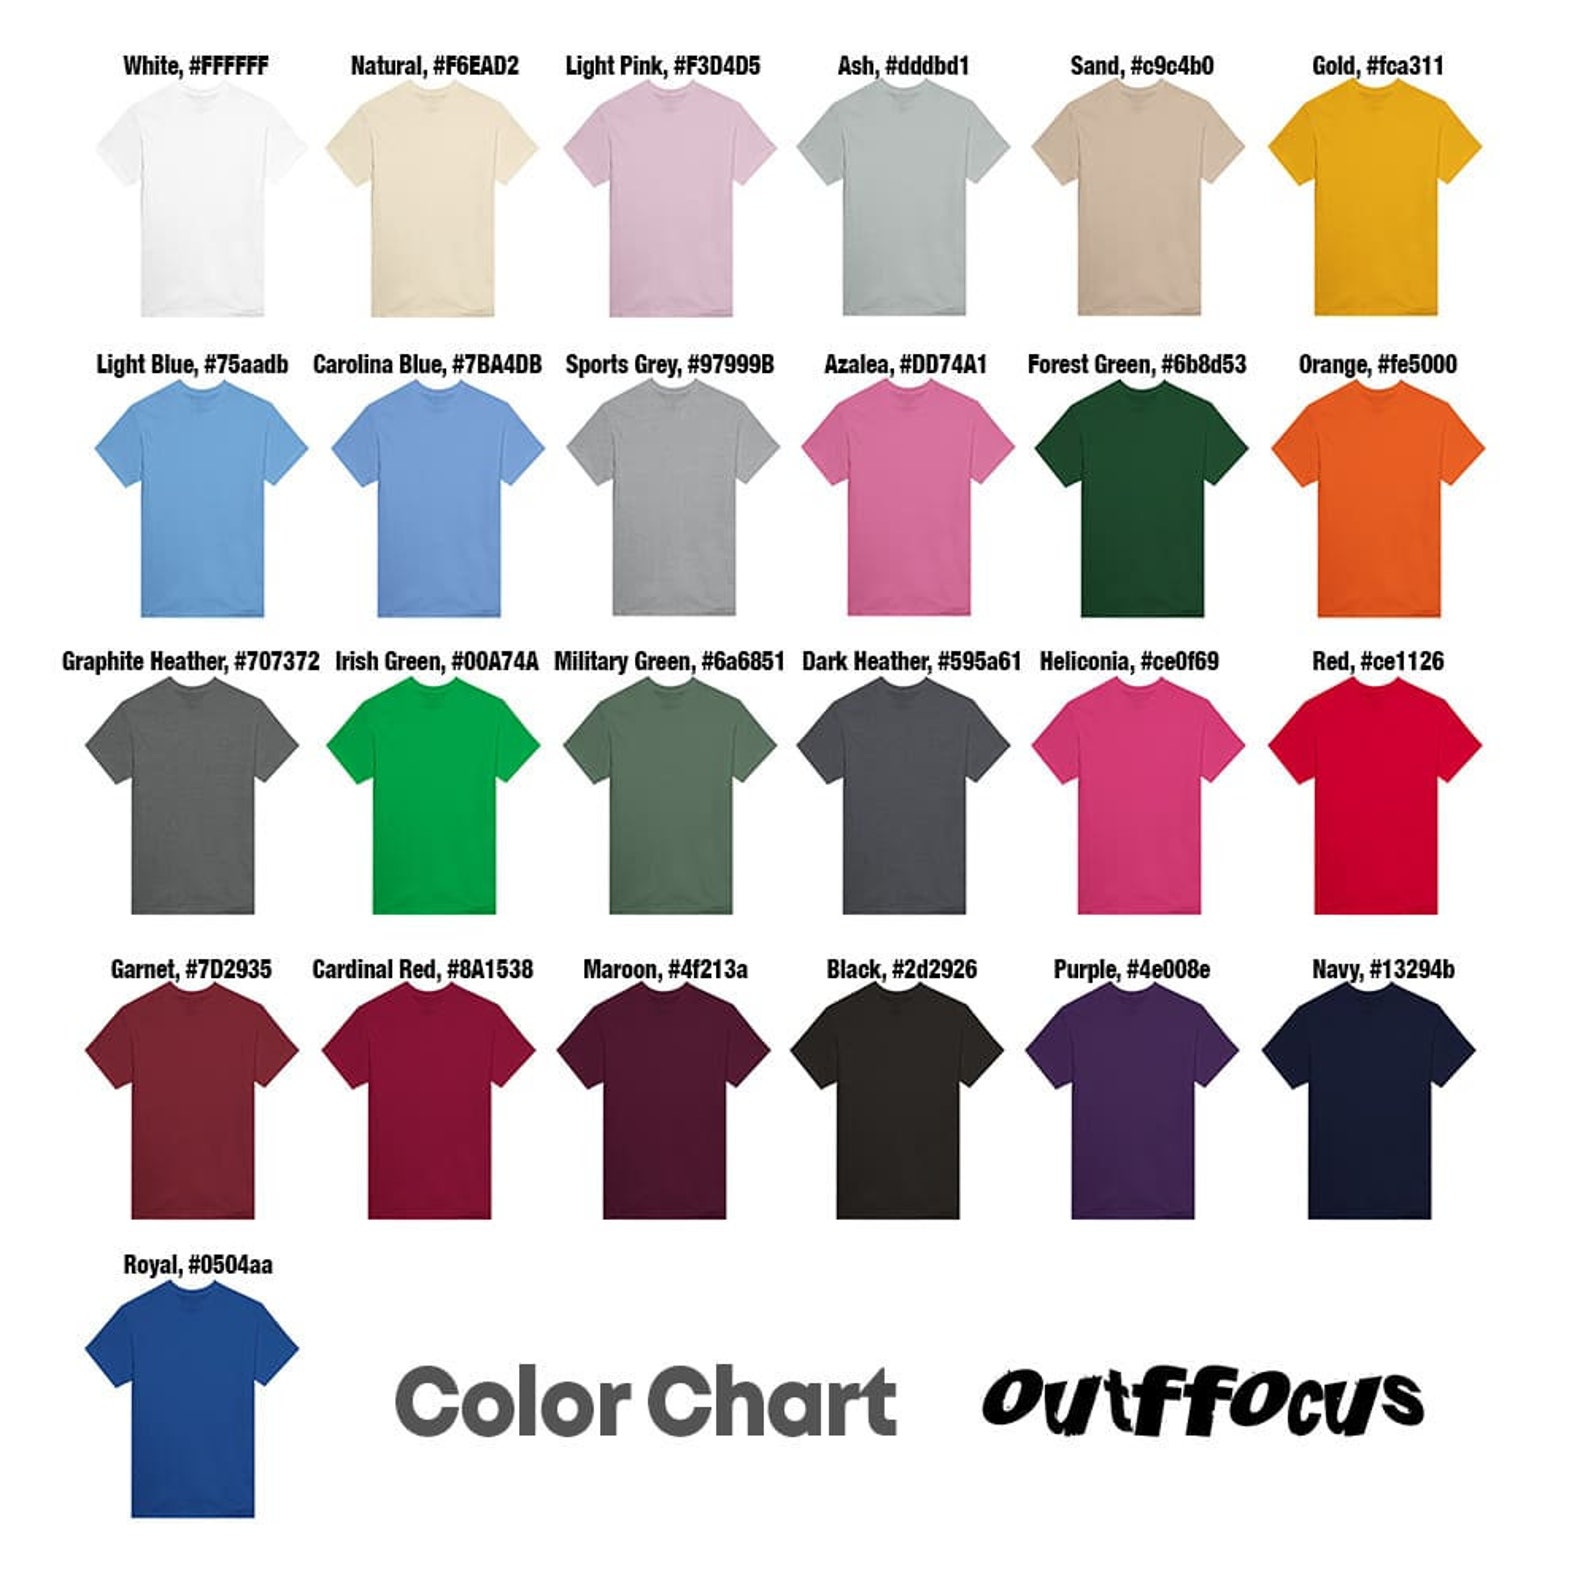 White, #FFFFFF
Natural, #F6EAD2
Light Pink, #F3D4D5
Ash, #dddbd1
Sand, #c9c4b0
Gold, #fca311
Light Blue, #75aadb
Carolina Blue, #7BA4DB
Sports Grey, #97999B
Azalea, #DD74A1
Forest Green, #6b8d53
Orange, #fe5000
Graphite Heather, #707372
Irish Green, #00A74A
Military Green, #6a6851
Dark Heather, #595a61
Heliconia, #ce0f69
Red, #ce1126
Garnet, #7D2935
Cardinal Red, #8A1538
Maroon, #4f213a
Black, #2d2926
Purple, #4e008e
Navy, #13294b
Royal, #0504aa
Color Chart
outffocus